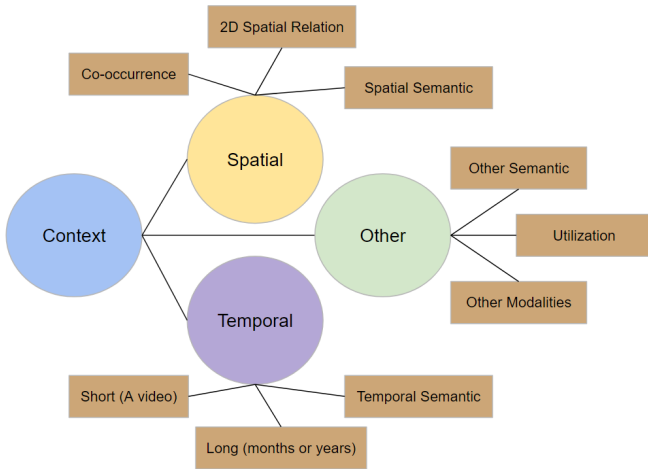 2D Spatial Relation
Co-occurrence
Spatial Semantic
Spatial
Other Semantic
Context
Other
Utilization
Other Modalities
Temporal
Short (A video)
Temporal Semantic
Long (months or years)